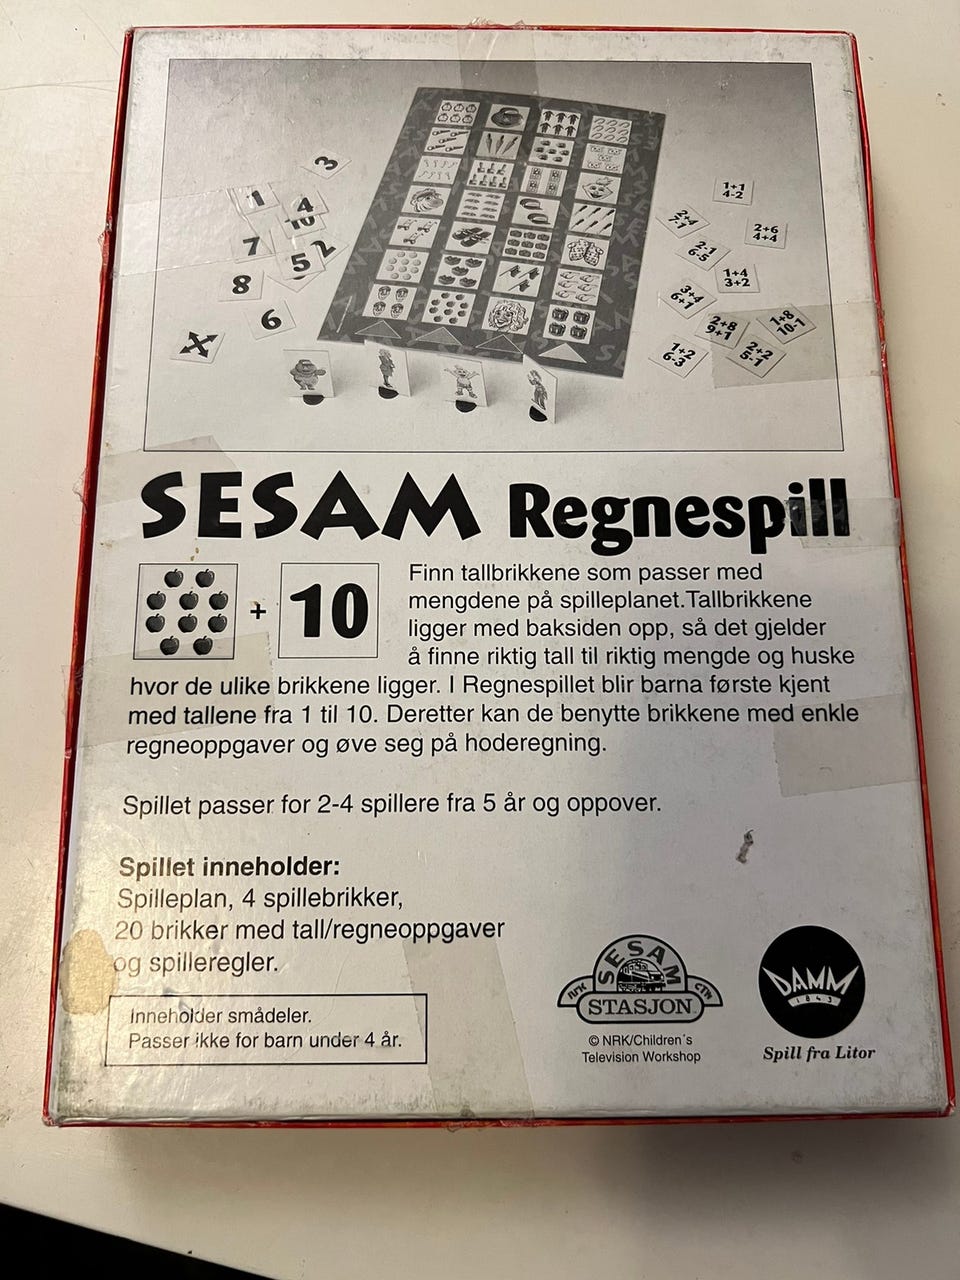 3
1
4
10
7
2
5
8
6
1+1
4-2
2+4
7-1
2+6
4+4
2-1
6-5
1+4
3+2
3+4
6+1
2+8
9+1
1+8
10-1
1+2
6-3
2+2
5-1
SESAM Regnespill
+ 10
Finn tallbrikkene som passer med
mengdene på spilleplanet.Tallbrikkene
ligger med baksiden opp, så det gjelder
å finne riktig tall til riktig mengde og huske
hvor de ulike brikkene ligger. I Regnespillet blir barna første kjent
med tallene fra 1 til 10. Deretter kan de benytte brikkene med enkle
regneoppgaver og øve seg på hoderegning.
Spillet passer for 2-4 spillere fra 5 år og oppover.
Spillet inneholder:
Spilleplan, 4 spillebrikker,
20 brikker med tall/regneoppgaver
og spilleregler.
Inneholder smådeler.
Passer ikke for barn under 4 år.
SESAM
NRK CTW
STASJON
© NRK/Children´s
Television Workshop
DAMM
1843
Spill fra Litor